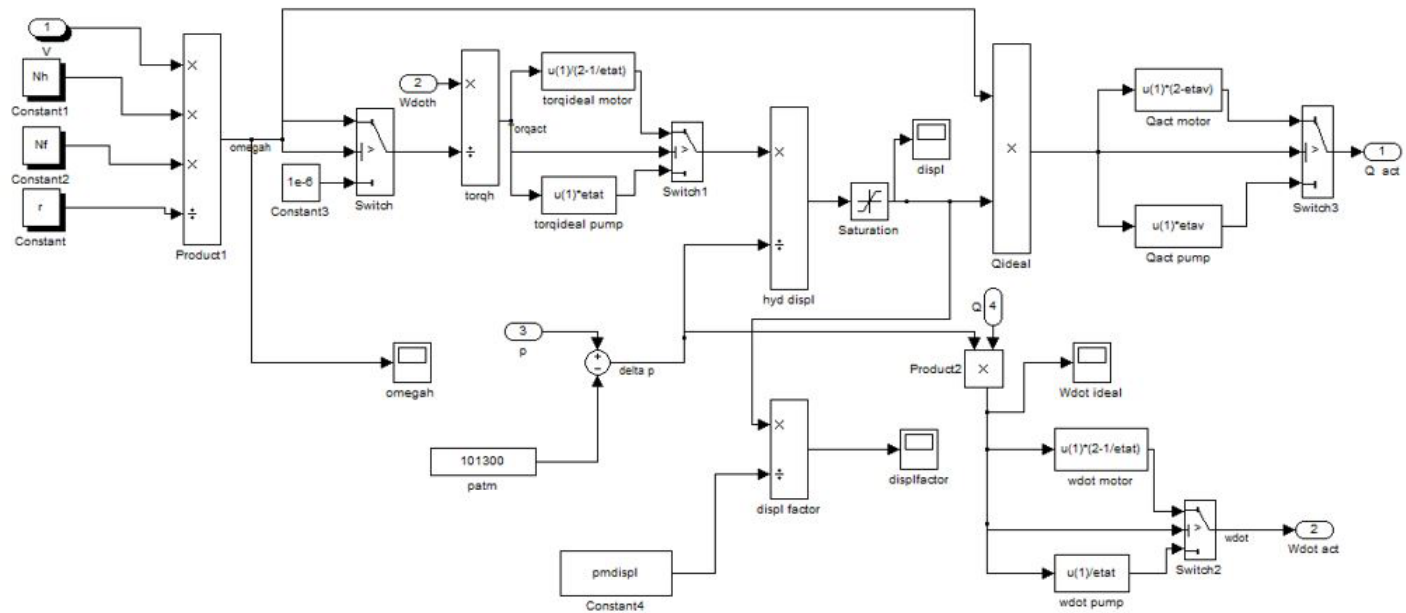 1
V
Nh
Constant1
Nf
Constant2
r
Constant
×
×
×
÷
Product1
omegah
1e-6
Constant3
>
Switch
2
Wdoth
×
÷
torqh
torqact
u(1)/(2-1/etat)
torqideal motor
u(1)*etat
torqideal pump
>
Switch1
×
÷
hyd displ
Saturation
displ
×
Qideal
u(1)*(2-etav)
Qact motor
u(1)*etav
Qact pump
>
Switch3
1
Q act
omegah
3
p
+
−
delta p
101300
patm
Q
4
Product2
×
Wdot ideal
×
÷
displ factor
displfactor
pmdispl
Constant4
u(1)*(2-1/etat)
wdot motor
u(1)/etat
wdot pump
>
Switch2
wdot
2
Wdot act